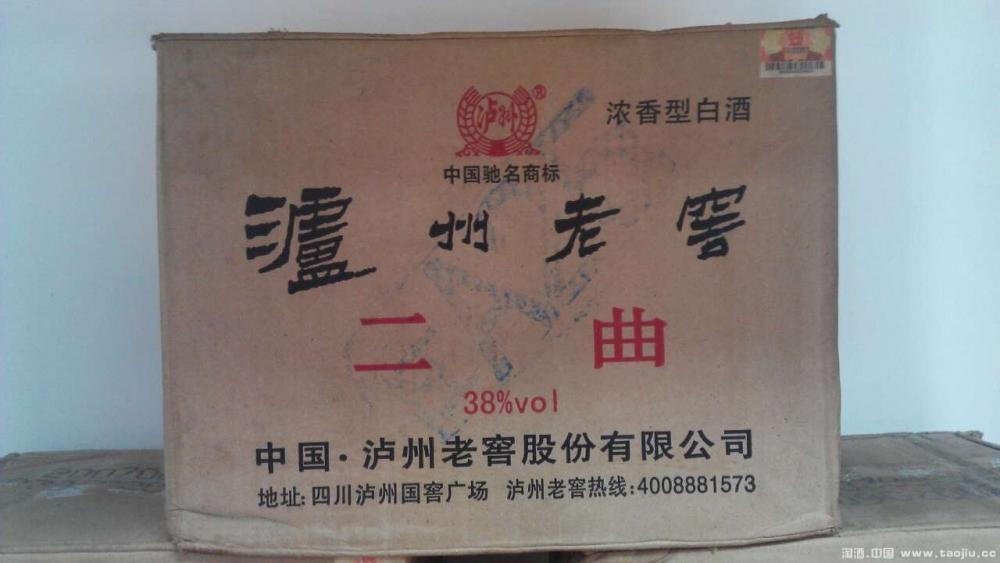 泸州
®
浓香型白酒
中国驰名商标
瀘州老窖
二曲
38%vol
中国·泸州老窖股份有限公司
地址:四川泸州国窖广场 泸州老窖热线:4008881573
淘酒.中国 www.taojiu.cc